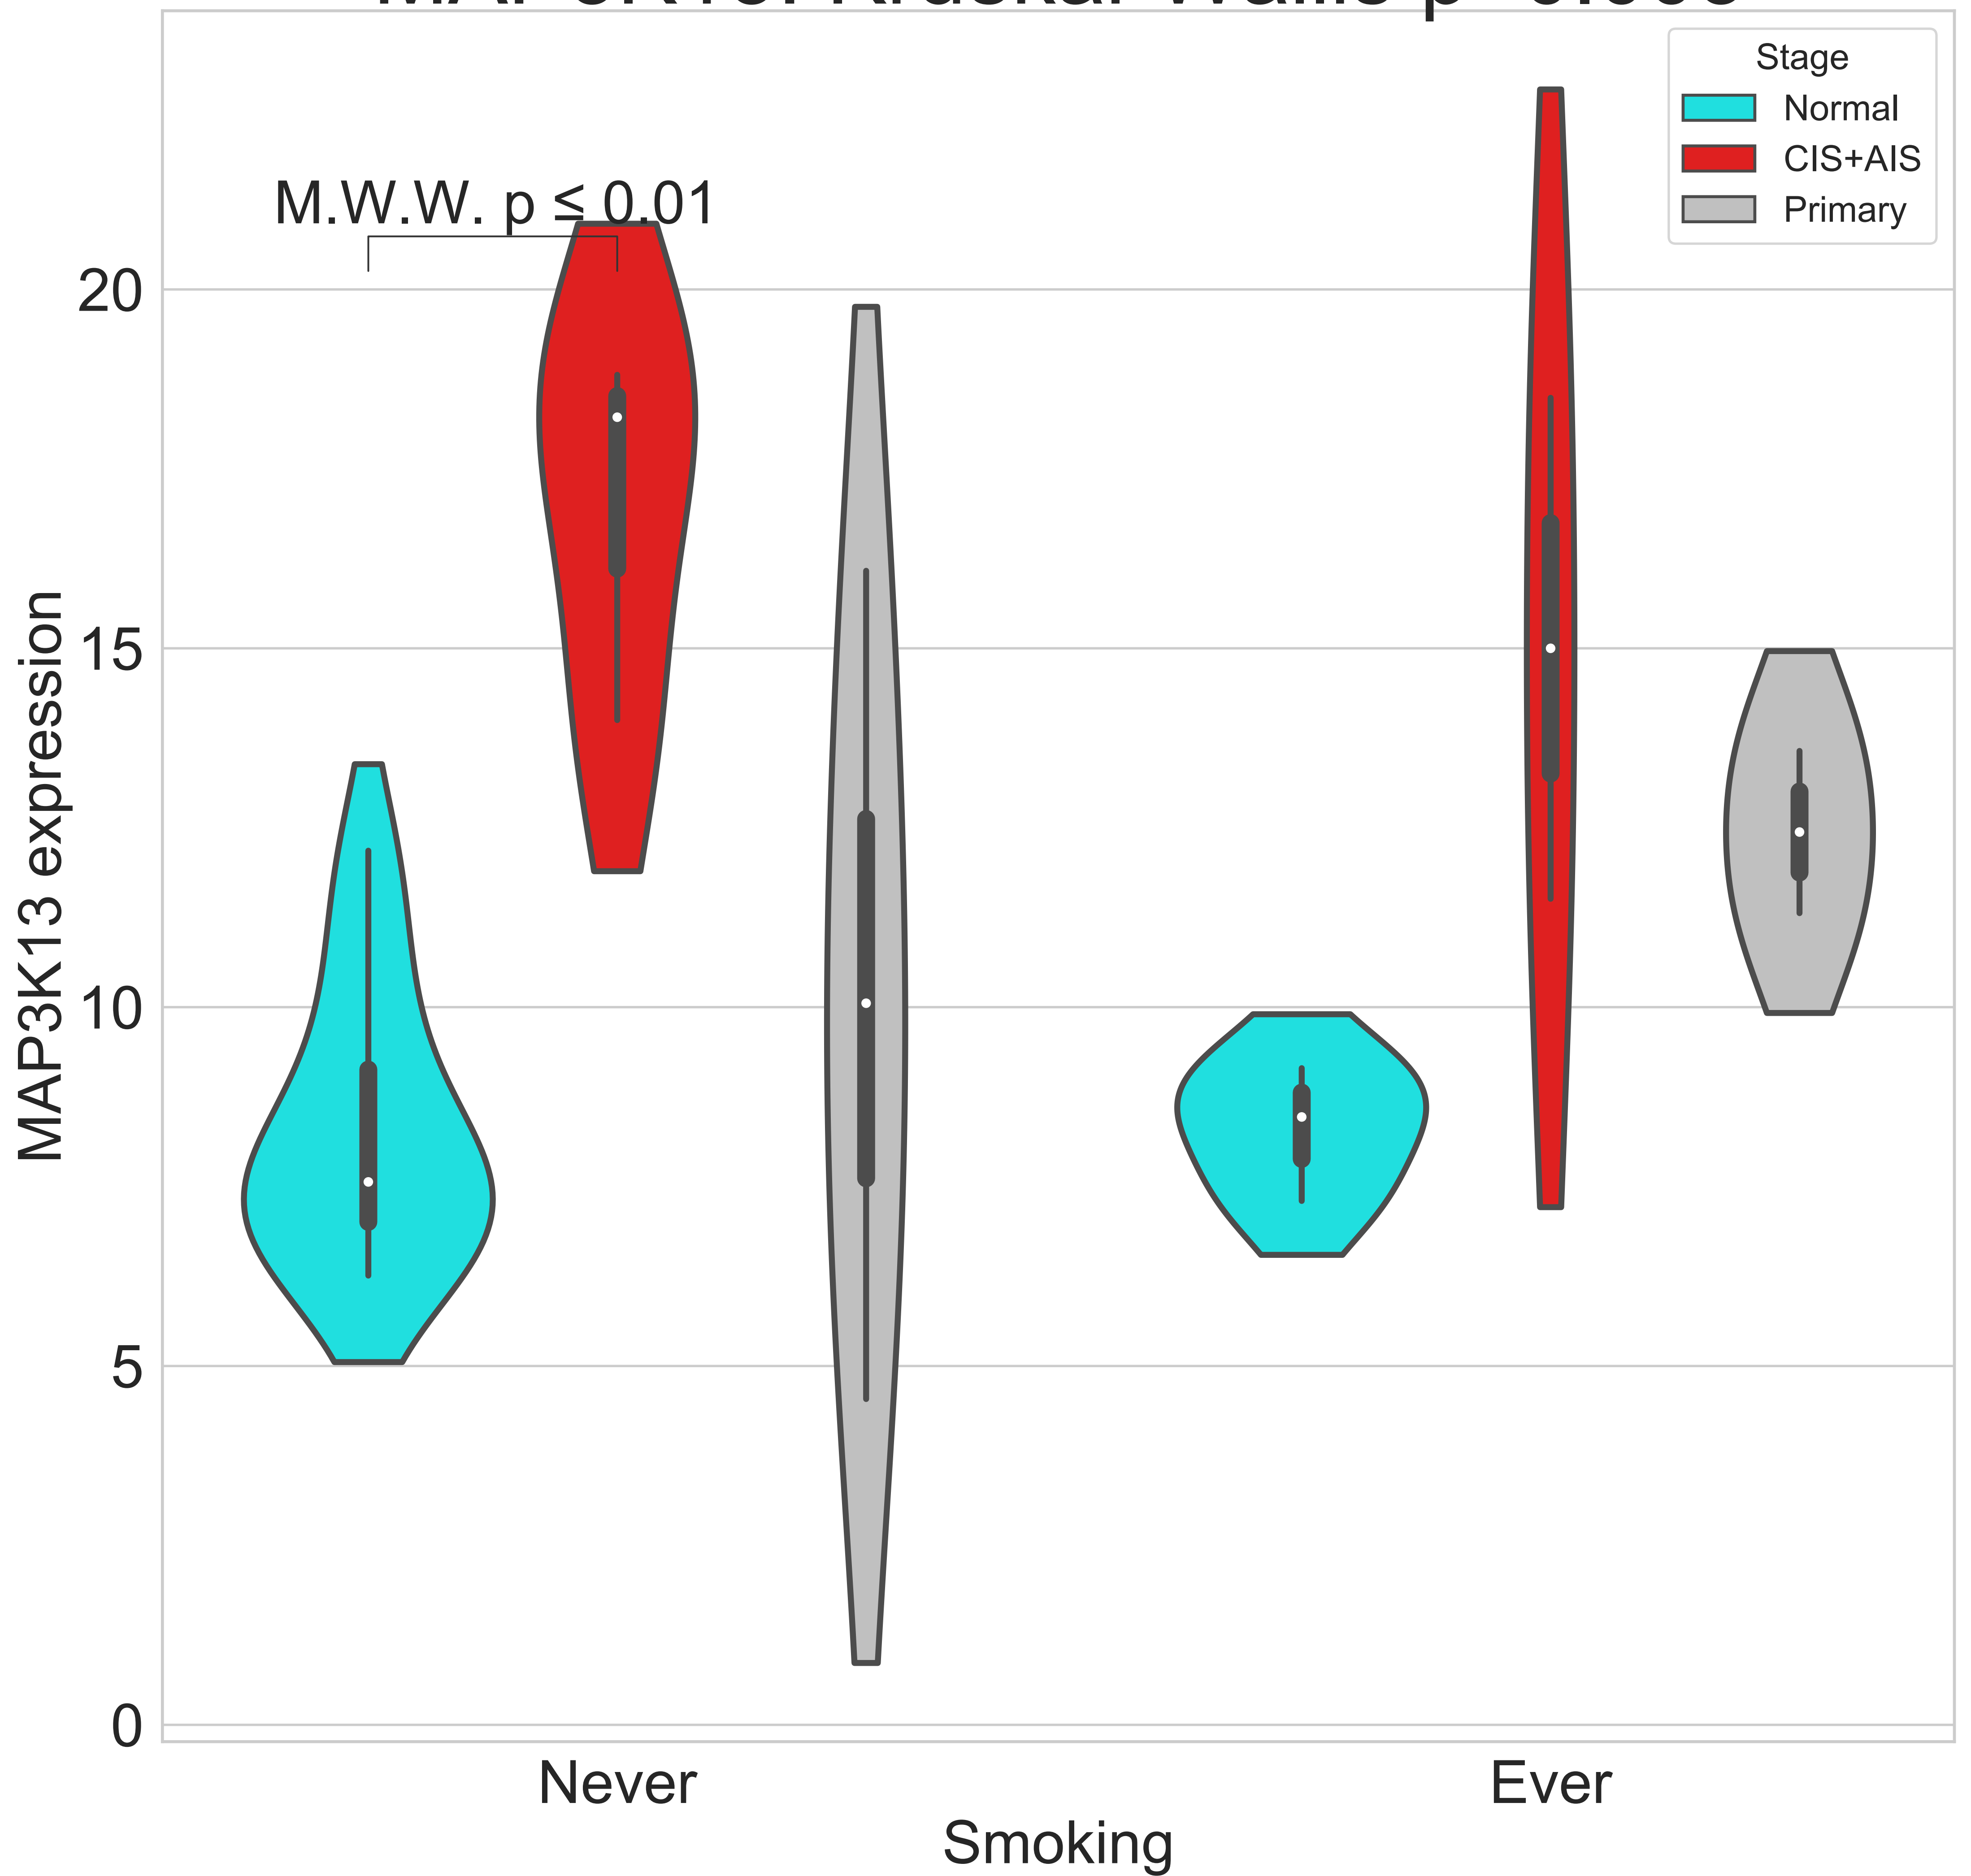 Stage
Normal
CIS+AIS
Primary
M.W.W. p ≤ 0.01
20
15
10
5
0
MAP3K13 expression
Never
Ever
Smoking